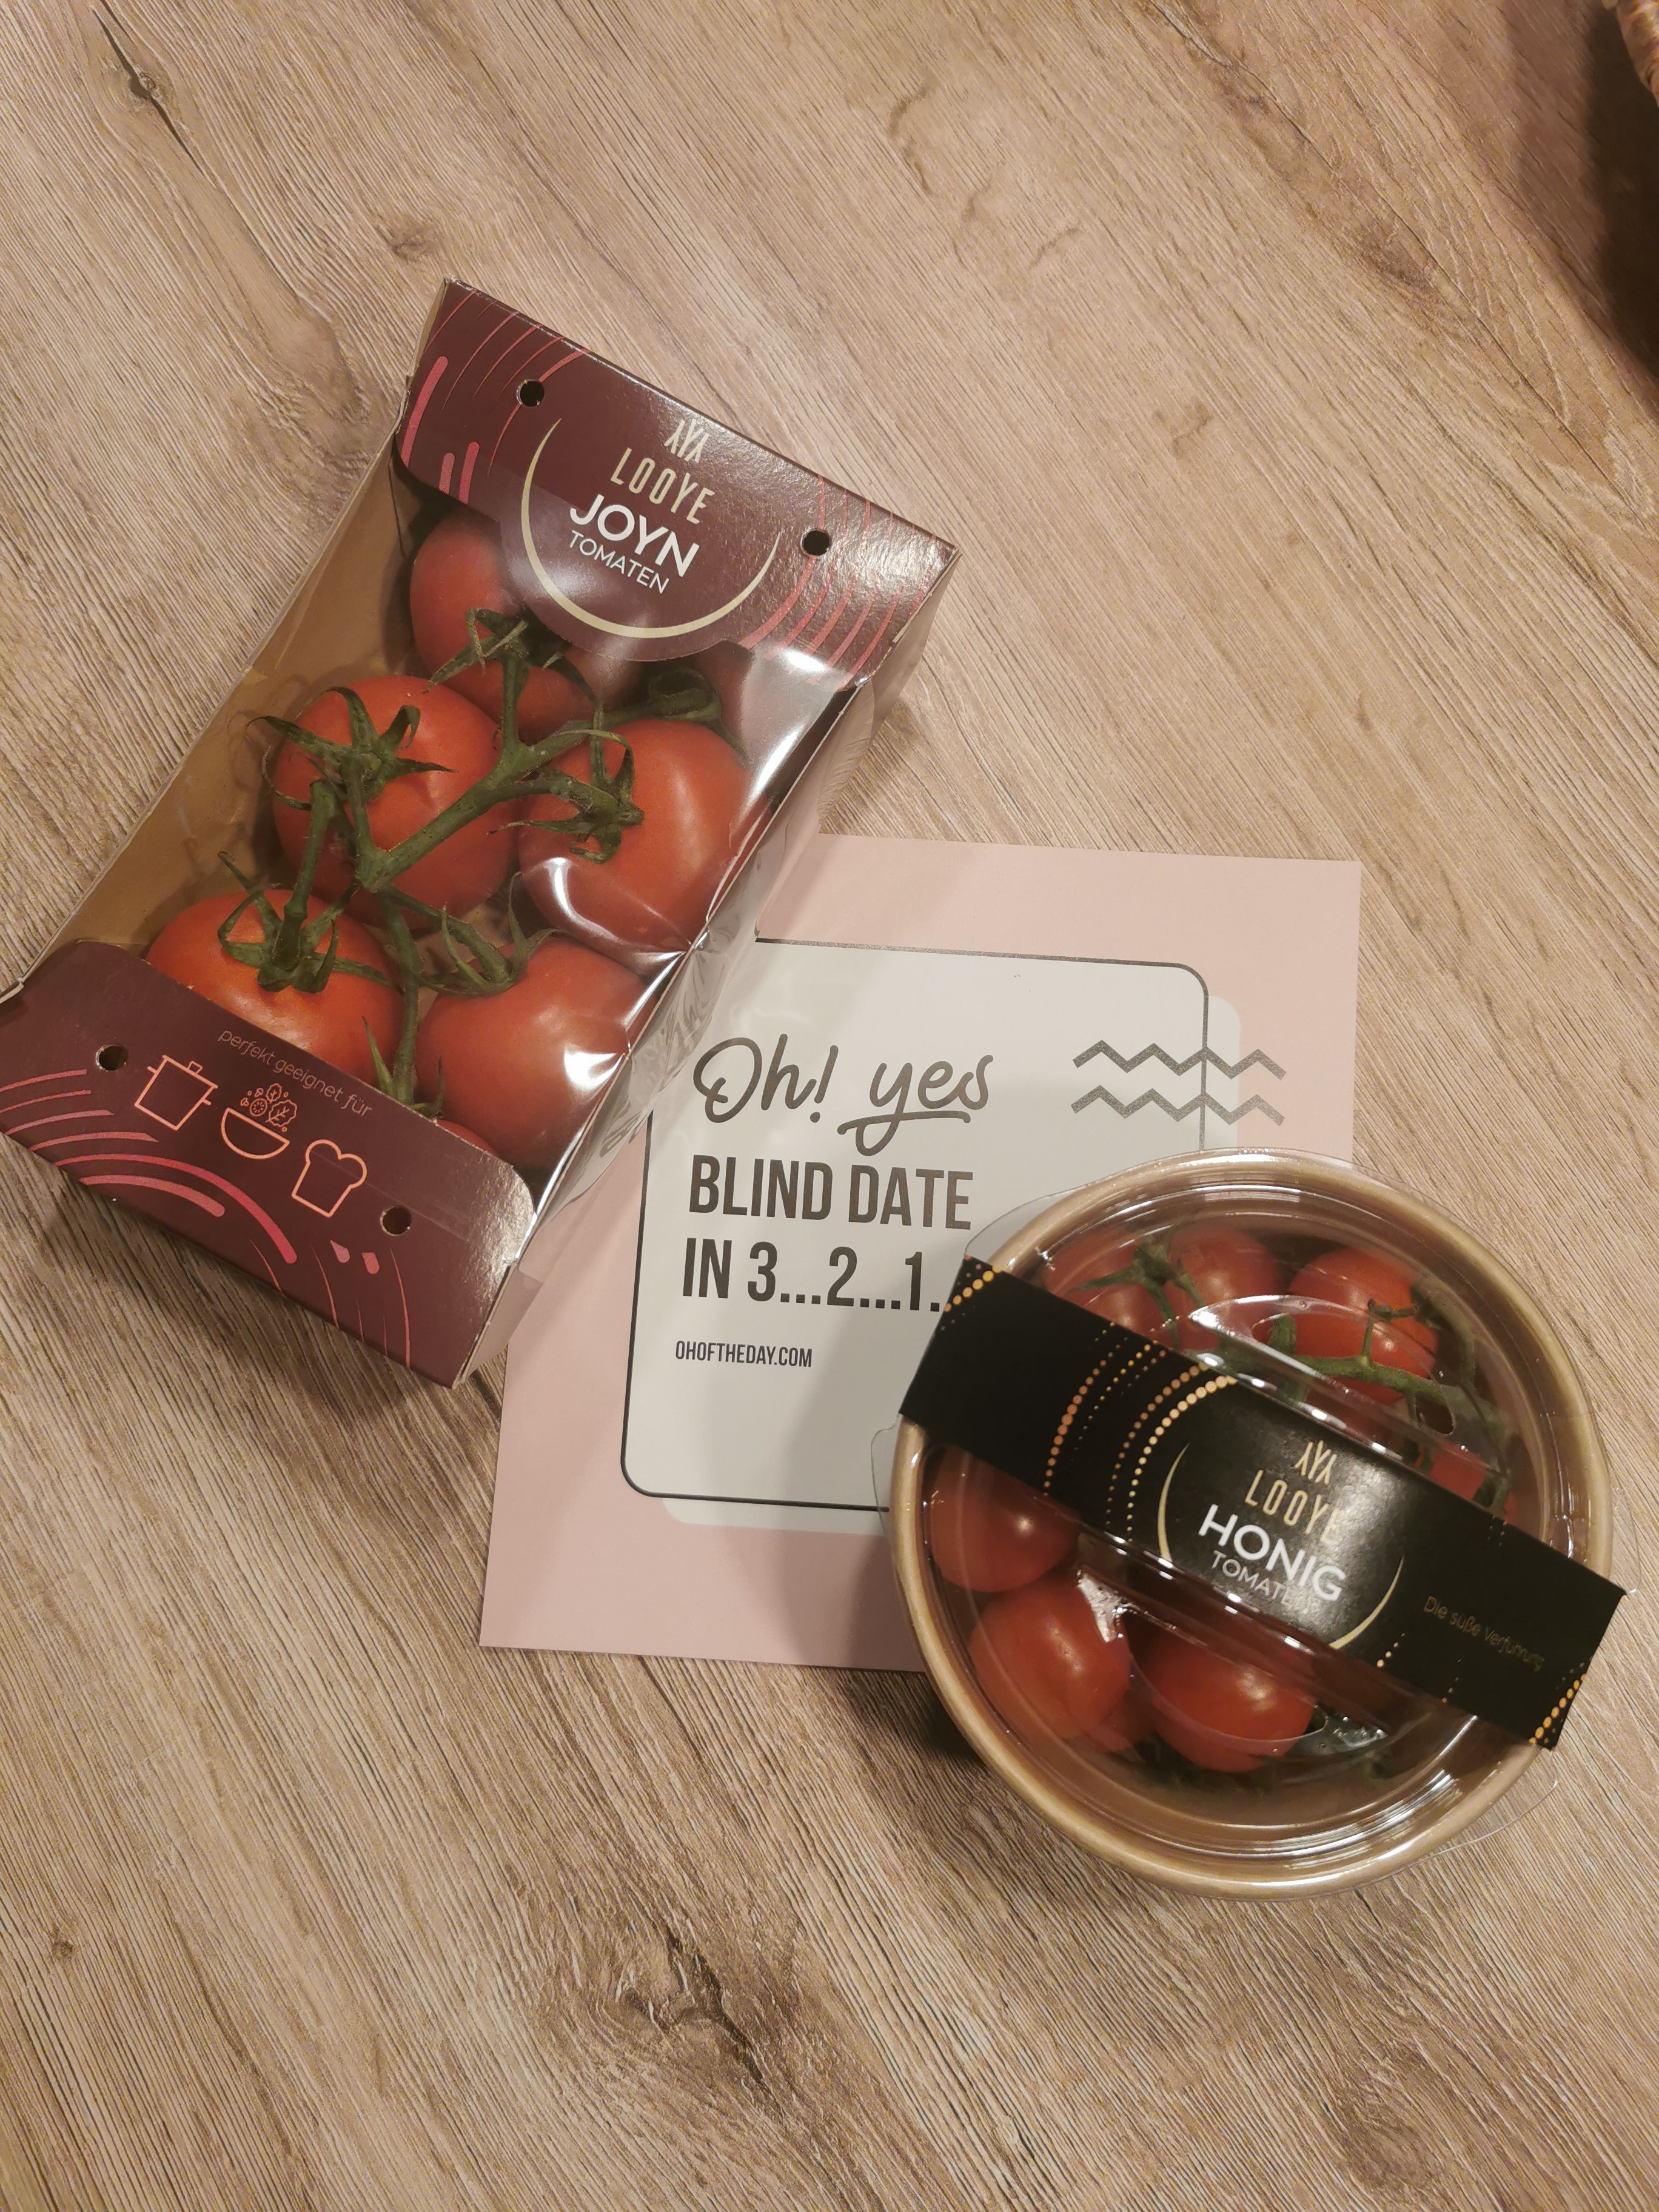 LOOYE
JOYN
TOMATEN
perfekt geeignet für
Oh! yes
BLIND DATE
IN 3...2...1.
OHOFTHEDAY.COM
LOOYE
HONIG
TOMATEN
Die süße Verführung